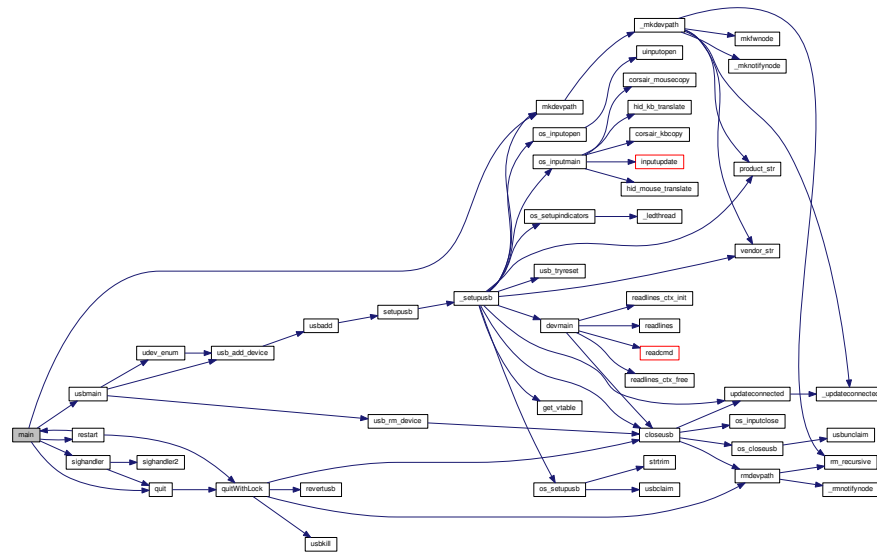 _mkdevpath
mkfwnode
uinputopen
_mknotifynode
corsair_mousecopy
mkdevpath
hid_kb_translate
os_inputopen
corsair_kbcopy
os_inputmain
inputupdate
product_str
hid_mouse_translate
os_setupindicators
_ledthread
vendor_str
usb_tryreset
_setupusb
readlines_ctx_init
setupusb
usbadd
devmain
readlines
udev_enum
usb_add_device
readcmd
readlines_ctx_free
usbmain
updateconnected
_updateconnected
get_vtable
usb_rm_device
os_inputclose
main
restart
closeusb
usbunclaim
os_closeusb
sighandler
sighandler2
strtrim
rm_recursive
rmdevpath
quit
quitWithLock
revertusb
os_setupusb
usbclaim
_rmnotifynode
usbkill